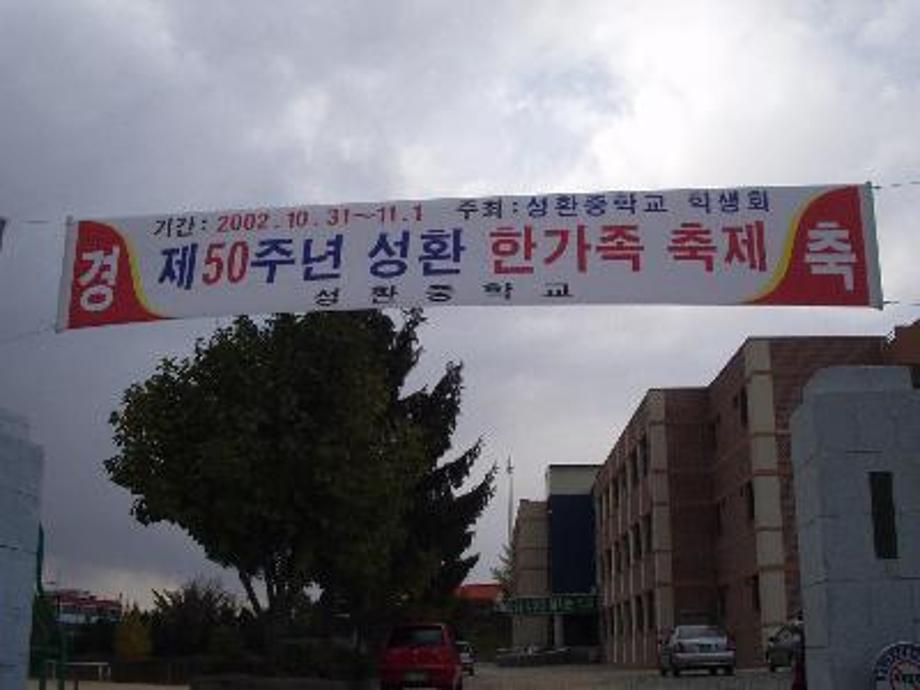 경 축
기간: 2002.10.31~11.1 주최:성환중학교 학생회
제50주년 성환 한가족 축제
성환중학교